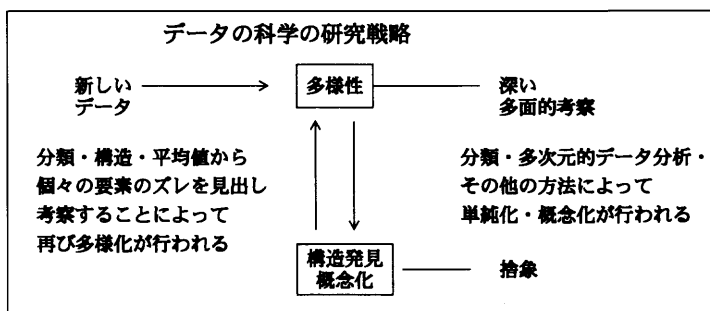 データの科学の研究戦略
新しい
データ
多様性
深い
多面的考察
分類・構造・平均値から
個々の要素のズレを見出し
考察することによって
再び多様化が行われる
分類・多次元的データ分析・
その他の方法によって
単純化・概念化が行われる
構造発見
概念化
捨象